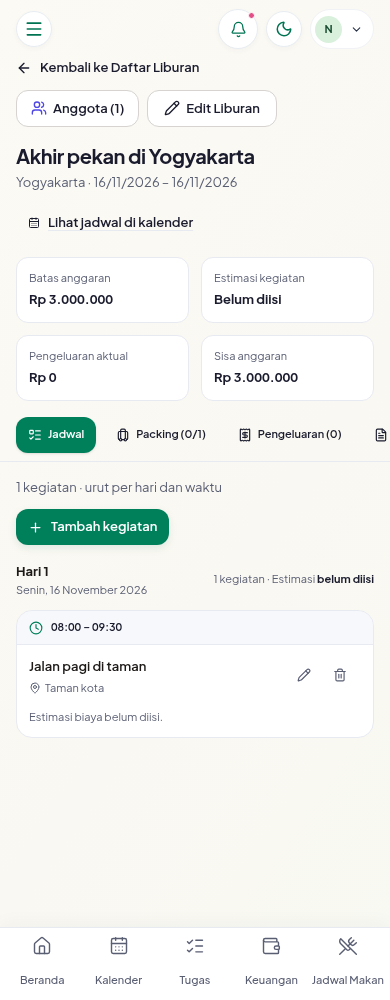 N
Kembali ke Daftar Liburan
Anggota (1)
Edit Liburan
Akhir pekan di Yogyakarta
Yogyakarta · 16/11/2026 – 16/11/2026
Lihat jadwal di kalender
Batas anggaran
Rp 3.000.000
Estimasi kegiatan
Belum diisi
Pengeluaran aktual
Rp 0
Sisa anggaran
Rp 3.000.000
Jadwal
Packing (0/1)
Pengeluaran (0)
1 kegiatan · urut per hari dan waktu
Tambah kegiatan
Hari 1
Senin, 16 November 2026
1 kegiatan · Estimasi belum diisi
08:00 – 09:30
Jalan pagi di taman
Taman kota
Estimasi biaya belum diisi.
Beranda
Kalender
Tugas
Keuangan
Jadwal Makan